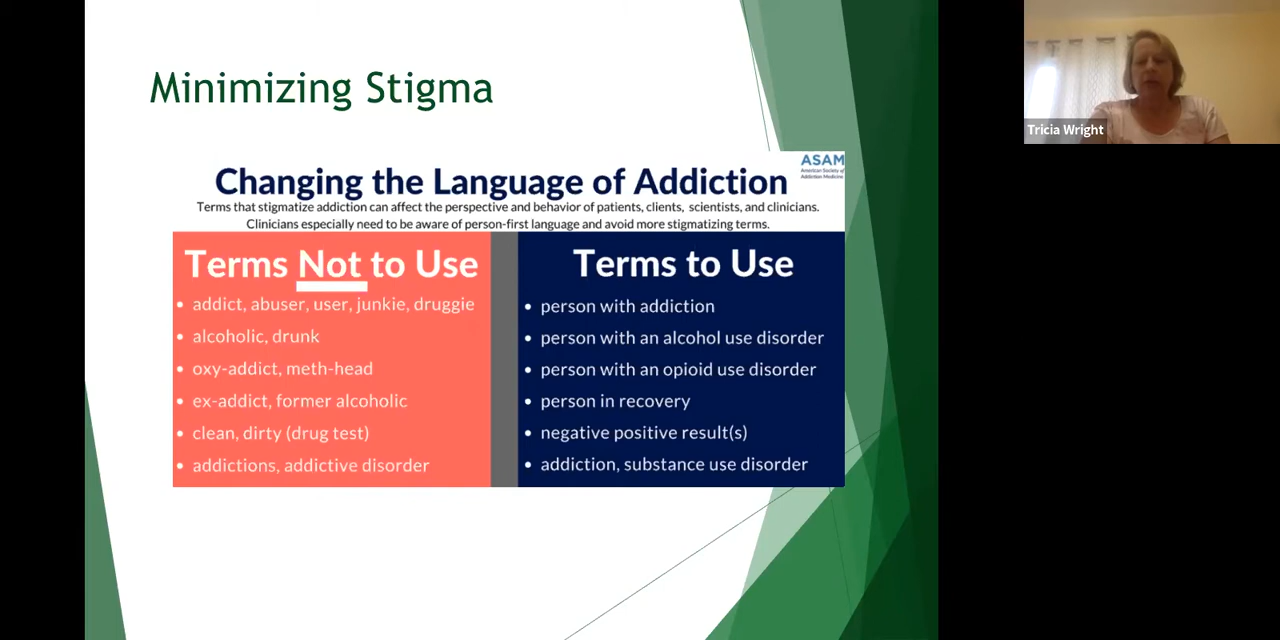 Minimizing Stigma
ASAM
American Society of
Addiction Medicine
Changing the Language of Addiction
Terms that stigmatize addiction can affect the perspective and behavior of patients, clients, scientists, and clinicians.
Clinicians especially need to be aware of person-first language and avoid more stigmatizing terms.
Terms Not to Use
• addict, abuser, user, junkie, druggie
• alcoholic, drunk
• oxy-addict, meth-head
• ex-addict, former alcoholic
• clean, dirty (drug test)
• addictions, addictive disorder
Terms to Use
• person with addiction
• person with an alcohol use disorder
• person with an opioid use disorder
• person in recovery
• negative positive result(s)
• addiction, substance use disorder
Tricia Wright